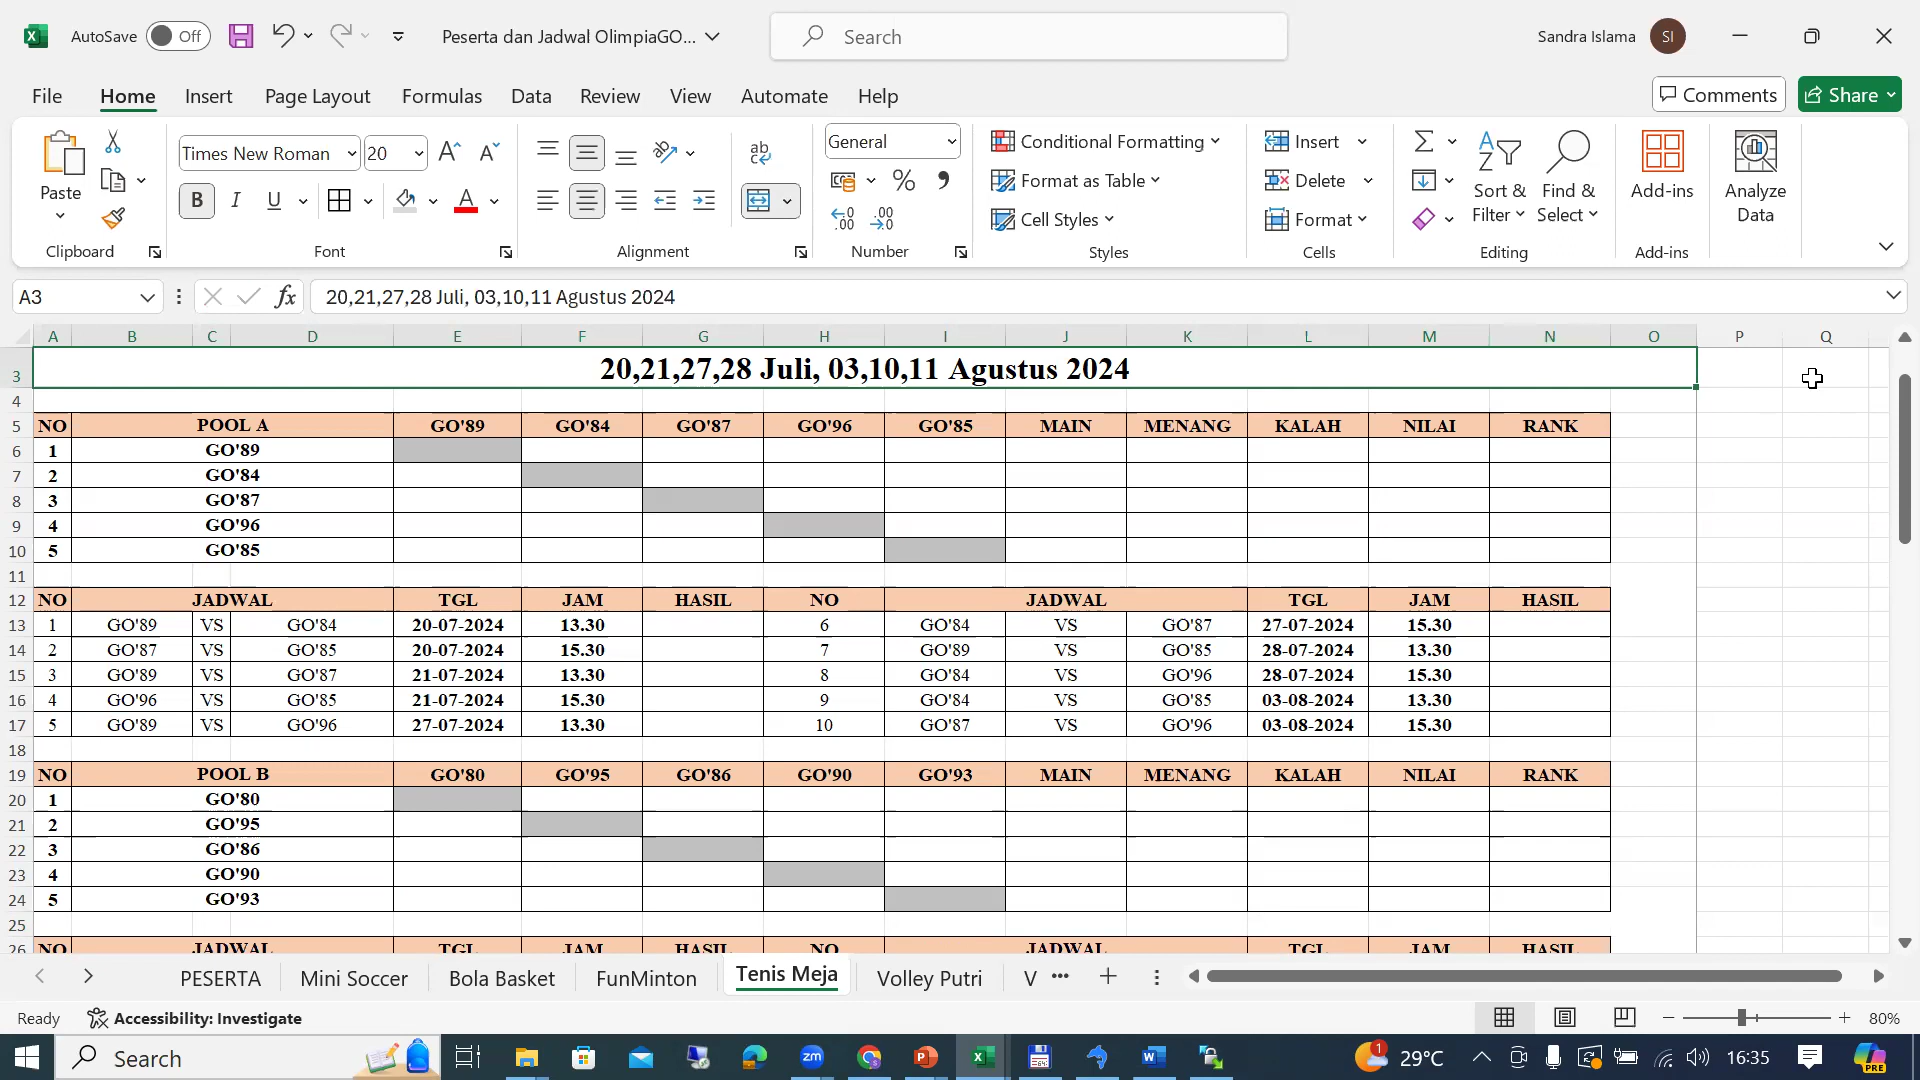 AutoSave Off Peserta dan Jadwal OlimpiaGO... Search Sandra Islama SI
File Home Insert Page Layout Formulas Data Review View Automate Help Comments Share
Paste Times New Roman 20 General Conditional Formatting Insert Sort & Filter Find & Select Add-ins Analyze Data
B I U Format as Table Delete
Cell Styles Format
Clipboard Font Alignment Number Styles Cells Editing Add-ins
A3 fx 20,21,27,28 Juli, 03,10,11 Agustus 2024
A B C D E F G H I J K L M N O P Q
3 20,21,27,28 Juli, 03,10,11 Agustus 2024
4
5 NO POOL A GO'89 GO'84 GO'87 GO'96 GO'85 MAIN MENANG KALAH NILAI RANK
6 1 GO'89
7 2 GO'84
8 3 GO'87
9 4 GO'96
10 5 GO'85
11
12 NO JADWAL TGL JAM HASIL NO JADWAL TGL JAM HASIL
13 1 GO'89 VS GO'84 20-07-2024 13.30 6 GO'84 VS GO'87 27-07-2024 15.30
14 2 GO'87 VS GO'85 20-07-2024 15.30 7 GO'89 VS GO'85 28-07-2024 13.30
15 3 GO'89 VS GO'87 21-07-2024 13.30 8 GO'84 VS GO'96 28-07-2024 15.30
16 4 GO'96 VS GO'85 21-07-2024 15.30 9 GO'84 VS GO'85 03-08-2024 13.30
17 5 GO'89 VS GO'96 27-07-2024 13.30 10 GO'87 VS GO'96 03-08-2024 15.30
18
19 NO POOL B GO'80 GO'95 GO'86 GO'90 GO'93 MAIN MENANG KALAH NILAI RANK
20 1 GO'80
21 2 GO'95
22 3 GO'86
23 4 GO'90
24 5 GO'93
25
26 NO JADWAL TGL JAM HASIL NO JADWAL TGL JAM HASIL
PESERTA Mini Soccer Bola Basket FunMinton Tenis Meja Volley Putri V
Ready Accessibility: Investigate 80%
Search 1 29°C 16:35